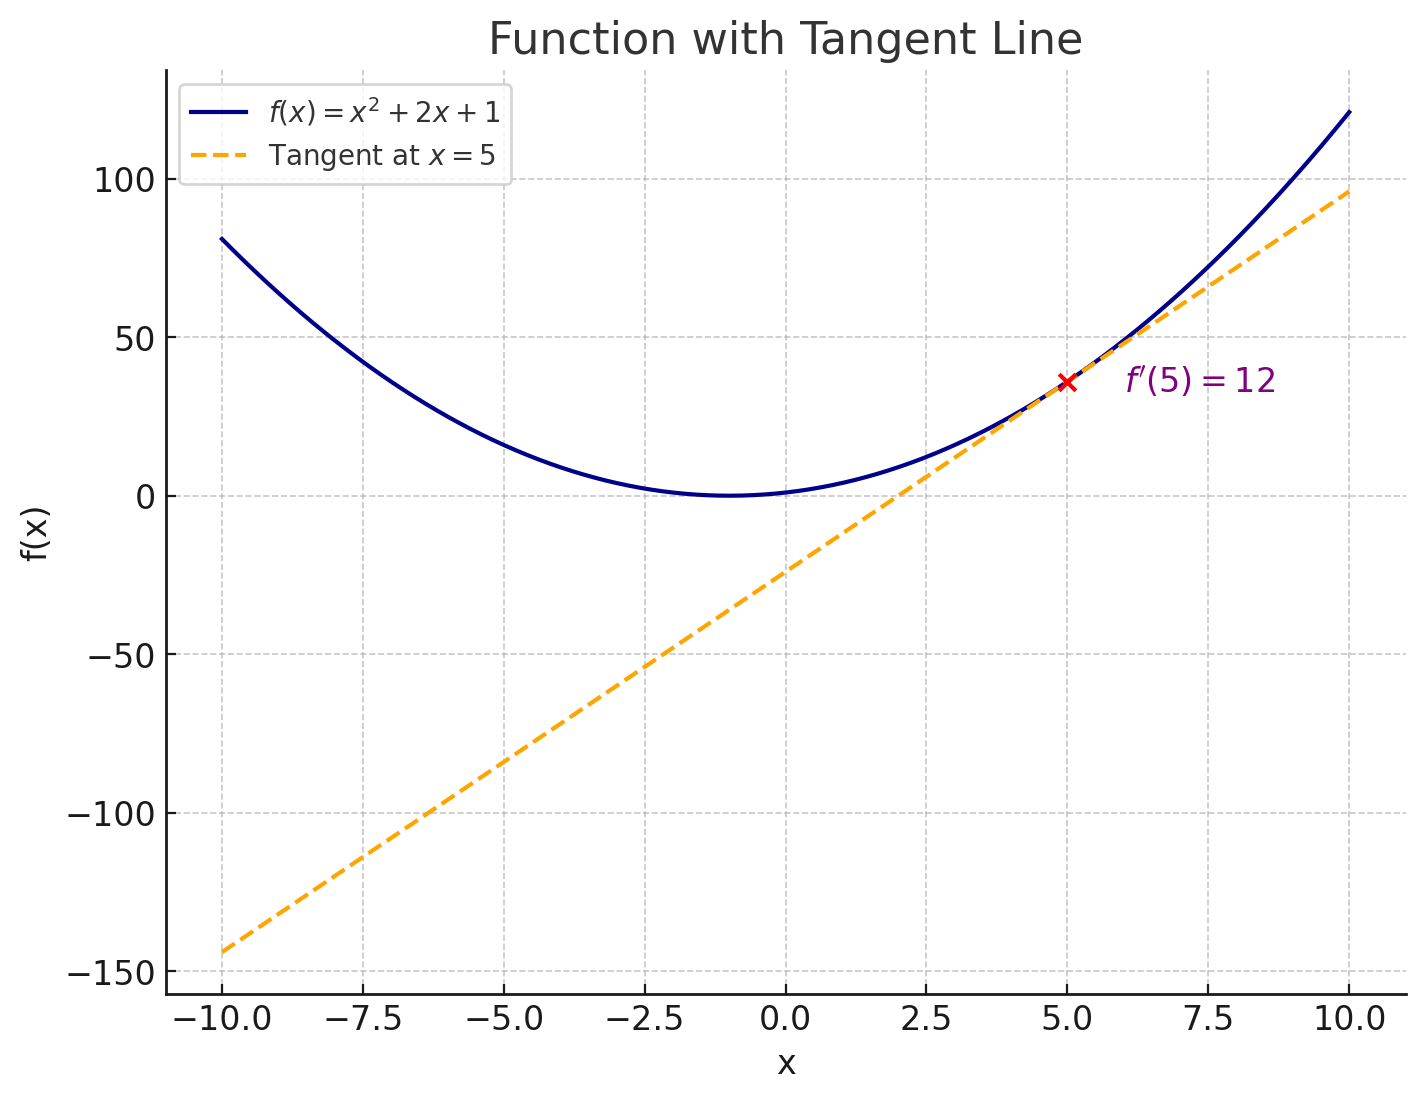 Function with Tangent Line
f(x) = x² + 2x + 1
Tangent at x = 5
100
50
0
−50
−100
−150
f(x)
f′(5) = 12
−10.0 −7.5 −5.0 −2.5 0.0 2.5 5.0 7.5 10.0
x